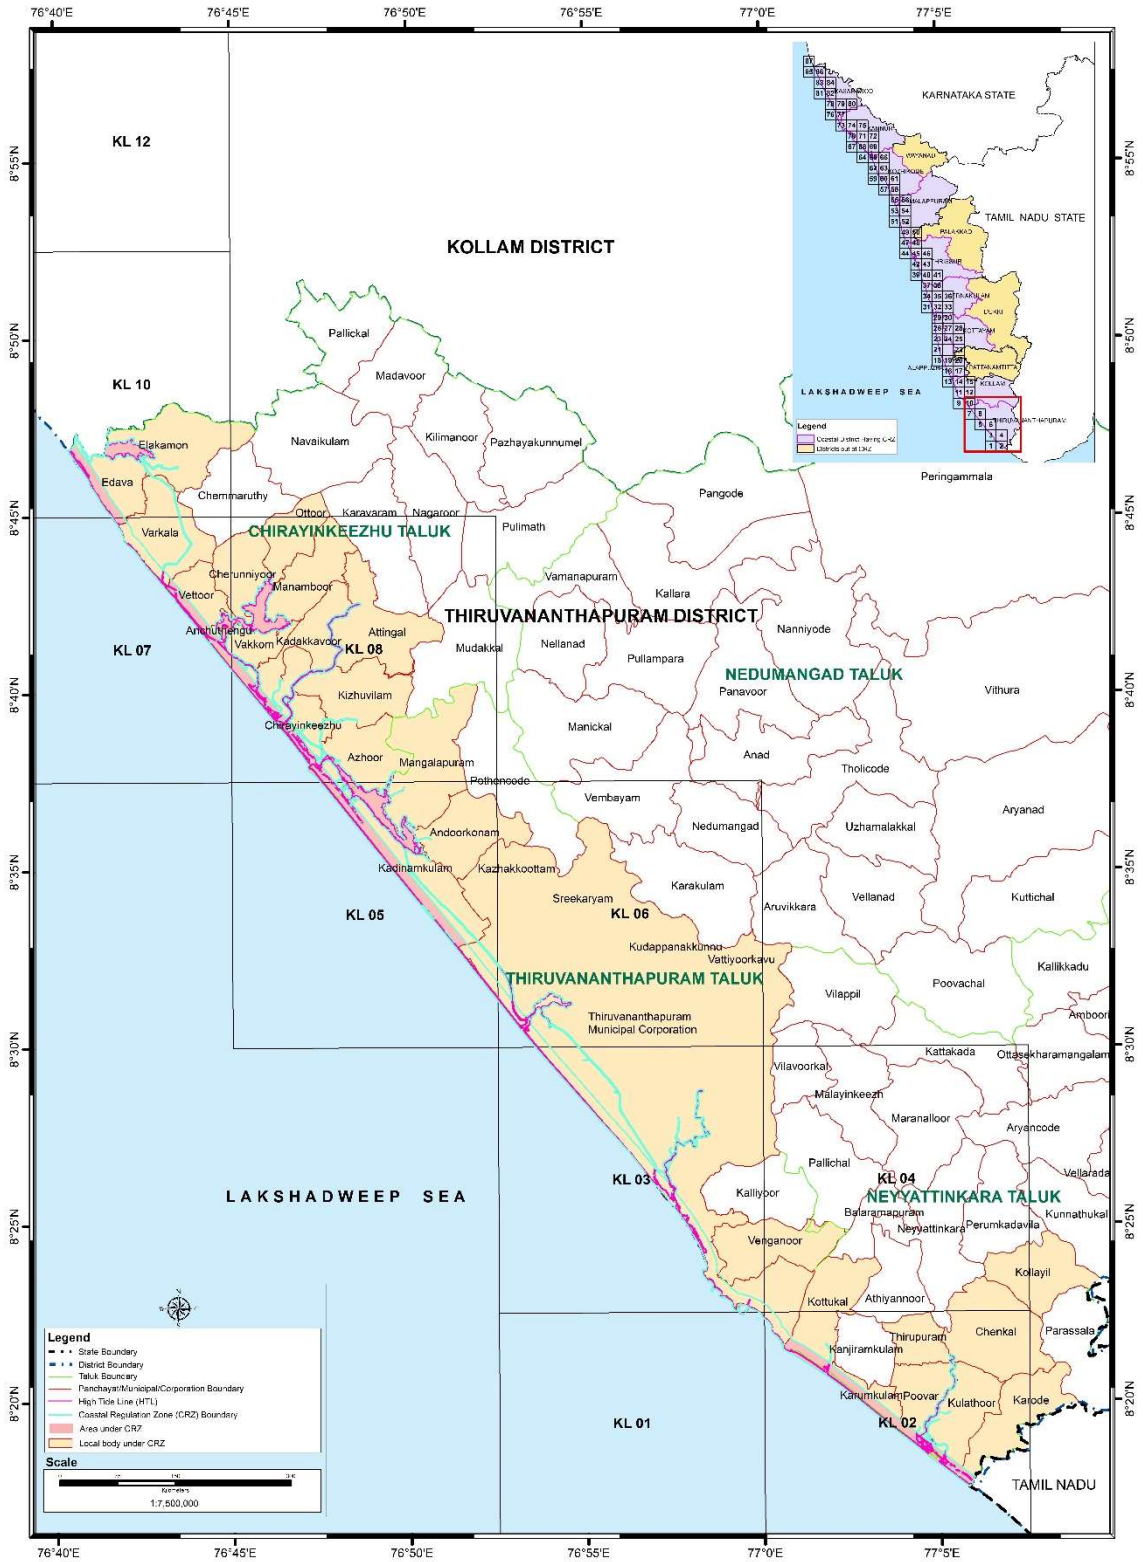 76°40'E
76°45'E
76°50'E
76°55'E
77°0'E
77°5'E
KARNATAKA STATE
KL 12
8°55'N
8°55'N
WAYANAD
TAMIL NADU STATE
PALAKKAD
KOLLAM DISTRICT
Pallickal
8°50'N
8°50'N
Madavoor
KL 10
LAKSHADWEEP SEA
KOLLAM
THIRUVANANTHAPURAM
Legend
Coastal District Having CRZ
Districts out of CRZ
Elakamon
Navaikulam
Kilimanoor
Pazhayakunnumel
Peringammala
Edava
Chemmaruthy
Pangode
8°45'N
8°45'N
Ottoor
Karavaram
Nagaroor
Pulimath
Varkala
CHIRAYINKEEZHU TALUK
Cherunniyoor
Manamboor
Vamanapuram
Kallara
Vettoor
THIRUVANANTHAPURAM DISTRICT
Anchuthengu
Attingal
Nanniyode
KL 07
Vakkom
Kadakkavoor
KL 08
Mudakkal
Nellanad
Pullampara
NEDUMANGAD TALUK
8°40'N
8°40'N
Kizhuvilam
Panavoor
Vithura
Chirayinkeezhu
Manickal
Azhoor
Mangalapuram
Anad
Tholicode
Pothencode
Vembayam
Aryanad
Andoorkonam
Nedumangad
Uzhamalakkal
8°35'N
8°35'N
Kadinamkulam
Kazhakkoottam
Sreekaryam
Karakulam
Aruvikkara
Vellanad
Kuttichal
KL 05
KL 06
Kudappanakkunnu
Vattiyoorkavu
Kallikkadu
THIRUVANANTHAPURAM TALUK
Vilappil
Poovachal
Thiruvananthapuram
Municipal Corporation
Amboori
8°30'N
8°30'N
Kattakada
Ottasekharamangalam
Vilavoorkal
Malayinkeezh
Maranalloor
Aryancode
Pallichal
Vellarada
KL 03
KL 04
LAKSHADWEEP SEA
Kalliyoor
NEYYATTINKARA TALUK
Balaramapuram
Kunnathukal
8°25'N
8°25'N
Neyyattinkara
Perumkadavila
Venganoor
Kollayil
Kottukal
Athiyannoor
Thirupuram
Chenkal
Parassala
Kanjiramkulam
8°20'N
8°20'N
Karumkulam
Poovar
Kulathoor
Karode
KL 01
KL 02
TAMIL NADU
Legend
State Boundary
District Boundary
Taluk Boundary
Panchayat/Municipal/Corporation Boundary
High Tide Line (HTL)
Coastal Regulation Zone (CRZ) Boundary
Area under CRZ
Local body under CRZ
Scale
Kilometers
1:7,500,000
76°40'E
76°45'E
76°50'E
76°55'E
77°0'E
77°5'E